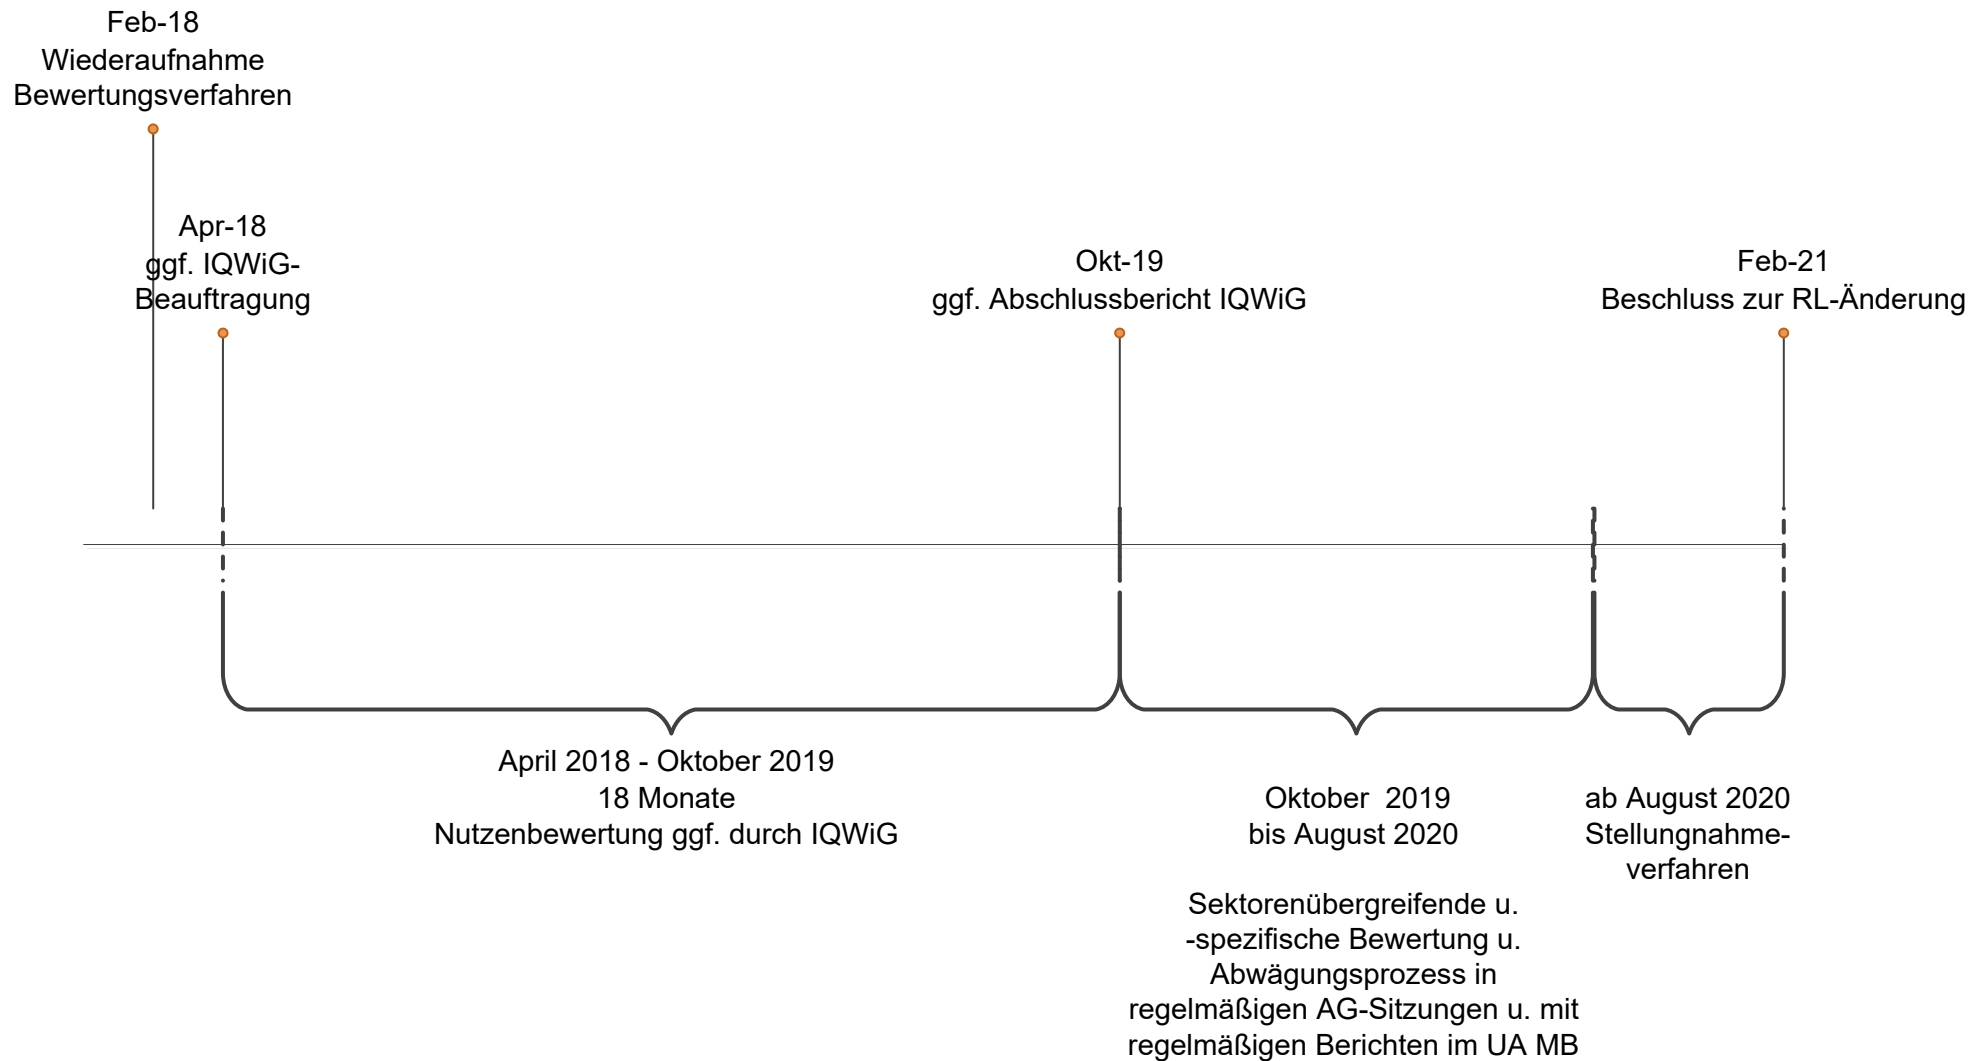 Feb-18
Wiederaufnahme
Bewertungsverfahren
Apr-18
ggf. IQWiG-
Beauftragung
Okt-19
ggf. Abschlussbericht IQWiG
Feb-21
Beschluss zur RL-Änderung
April 2018 - Oktober 2019
18 Monate
Nutzenbewertung ggf. durch IQWiG
Oktober  2019
bis August 2020
Sektorenübergreifende u.
-spezifische Bewertung u.
Abwägungsprozess in
regelmäßigen AG-Sitzungen u. mit
regelmäßigen Berichten im UA MB
ab August 2020
Stellungnahme-
verfahren